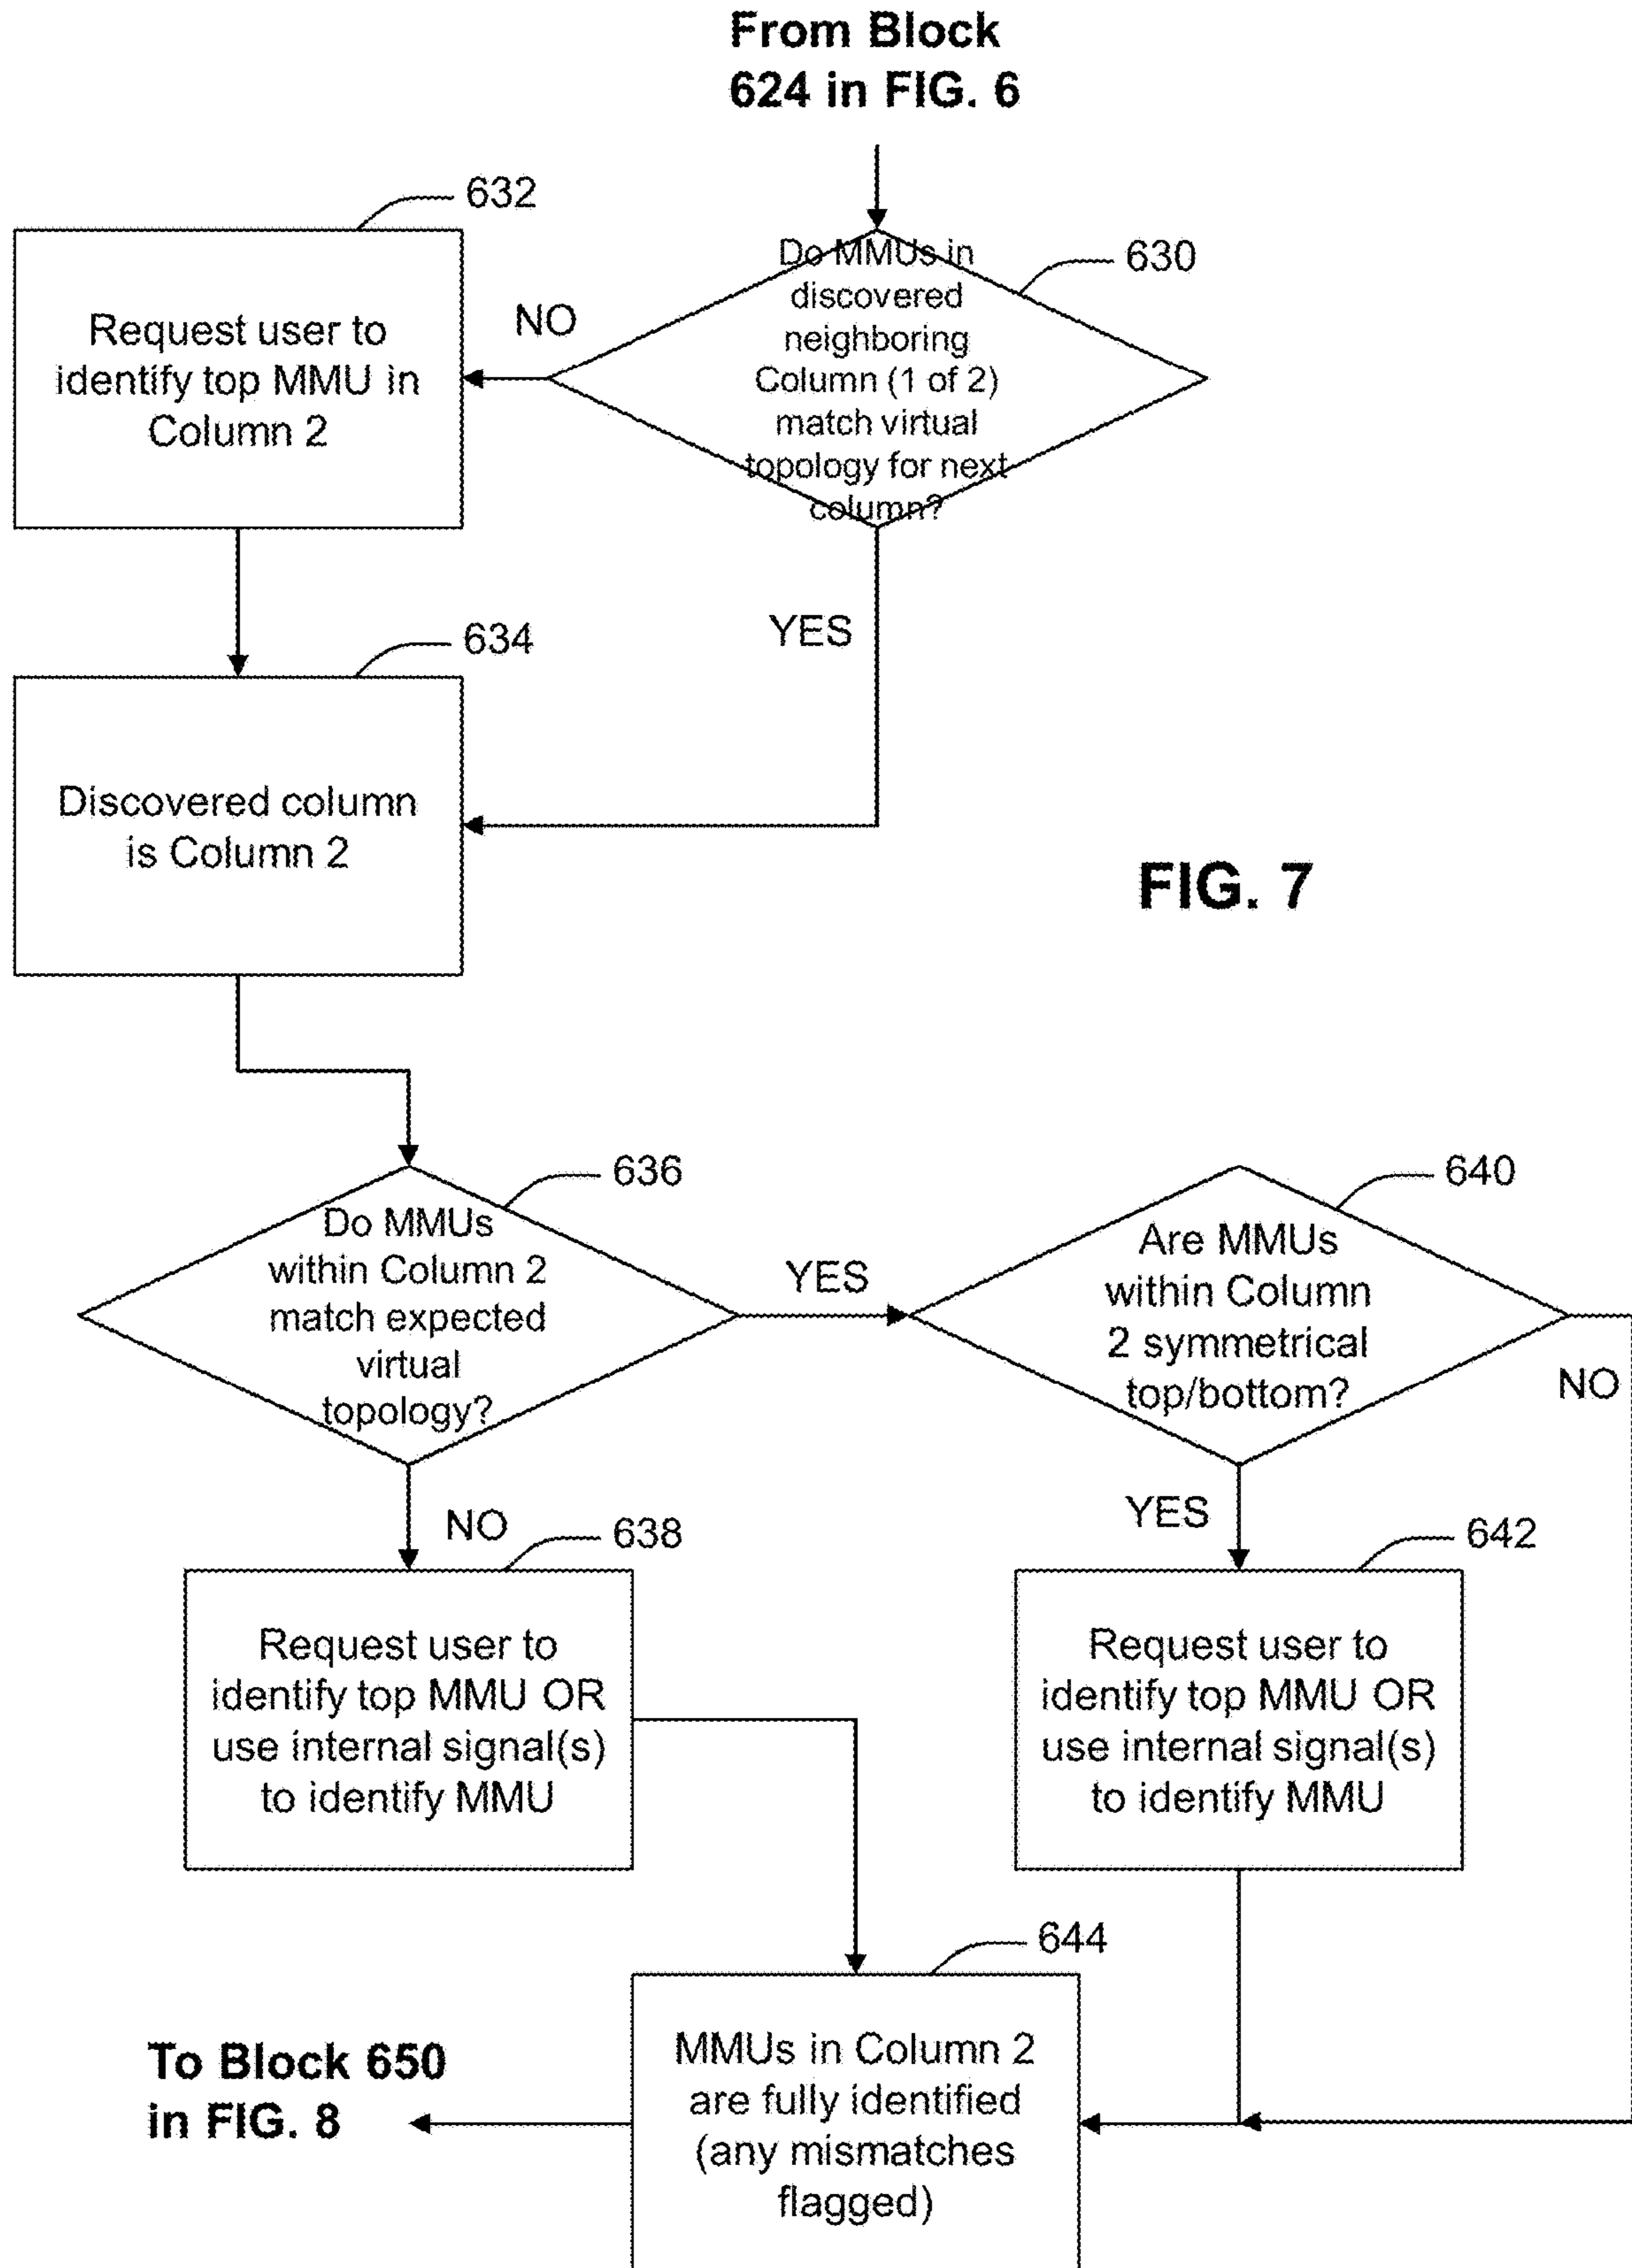 From Block
624 in FIG. 6
632
Do MMUs in
discovered
neighboring
Column (1 of 2)
match virtual
topology for next
column?
630
NO
Request user to
identify top MMU in
Column 2
YES
634
Discovered column
is Column 2
FIG. 7
636
Do MMUs
within Column 2
match expected
virtual
topology?
YES
640
Are MMUs
within Column
2 symmetrical
top/bottom?
NO
NO
638
YES
642
Request user to
identify top MMU OR
use internal signal(s)
to identify MMU
Request user to
identify top MMU OR
use internal signal(s)
to identify MMU
644
MMUs in Column 2
are fully identified
(any mismatches
flagged)
To Block 650
in FIG. 8